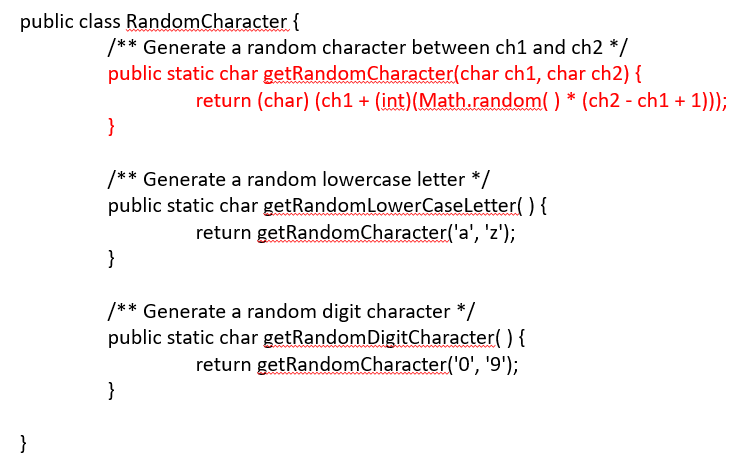 public class RandomCharacter {
/** Generate a random character between ch1 and ch2 */
public static char getRandomCharacter(char ch1, char ch2) {
return (char) (ch1 + (int)(Math.random( ) * (ch2 - ch1 + 1)));
}
/** Generate a random lowercase letter */
public static char getRandomLowerCaseLetter( ) {
return getRandomCharacter('a', 'z');
}
/** Generate a random digit character */
public static char getRandomDigitCharacter( ) {
return getRandomCharacter('0', '9');
}
}